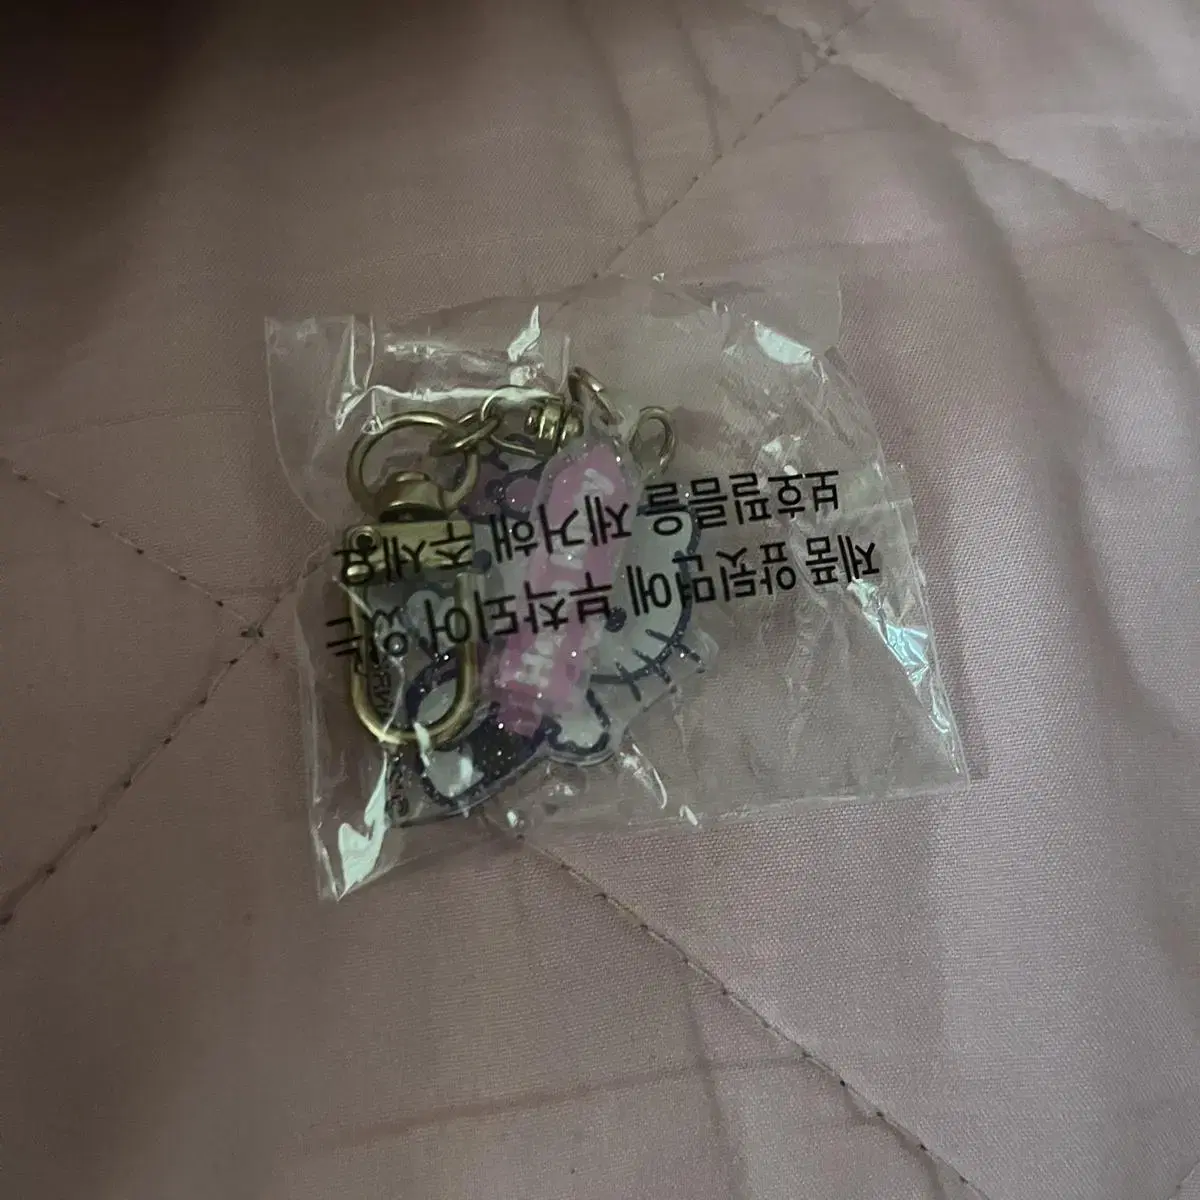 제품 앞뒷면에 부착되어 있는
보호필름을 제거해 주세요